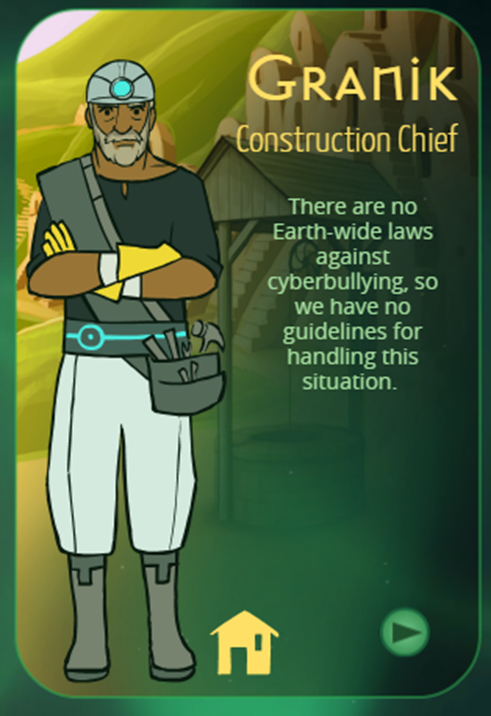 Granik
Construction Chief
There are no
Earth-wide laws
against
cyberbullying, so
we have no
guidelines for
handling this
situation.